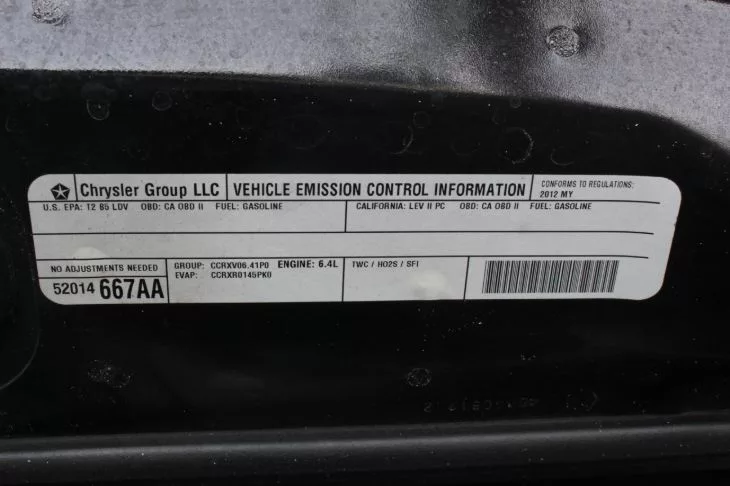 Chrysler Group LLC VEHICLE EMISSION CONTROL INFORMATION CONFORMS TO REGULATIONS:
2012 MY
U.S. EPA: T2 B5 LDV OBD: CA OBD II FUEL: GASOLINE CALIFORNIA: LEV II PC OBD: CA OBD II FUEL: GASOLINE
NO ADJUSTMENTS NEEDED GROUP: CCRXV06.41P0 ENGINE: 6.4L TWC / HO2S / SFI
EVAP: CCRXR0145PK0
52014 667AA